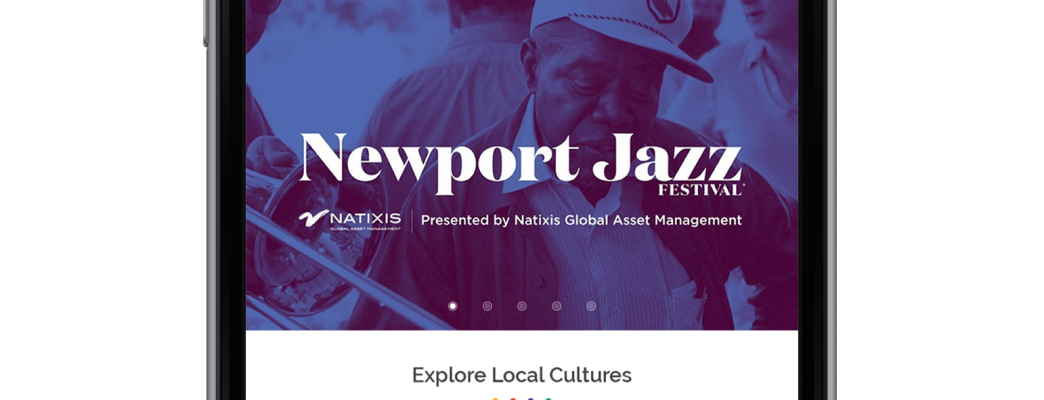 Newport Jazz
FESTIVAL®
NATIXIS
GLOBAL ASSET MANAGEMENT
Presented by Natixis Global Asset Management
Explore Local Cultures